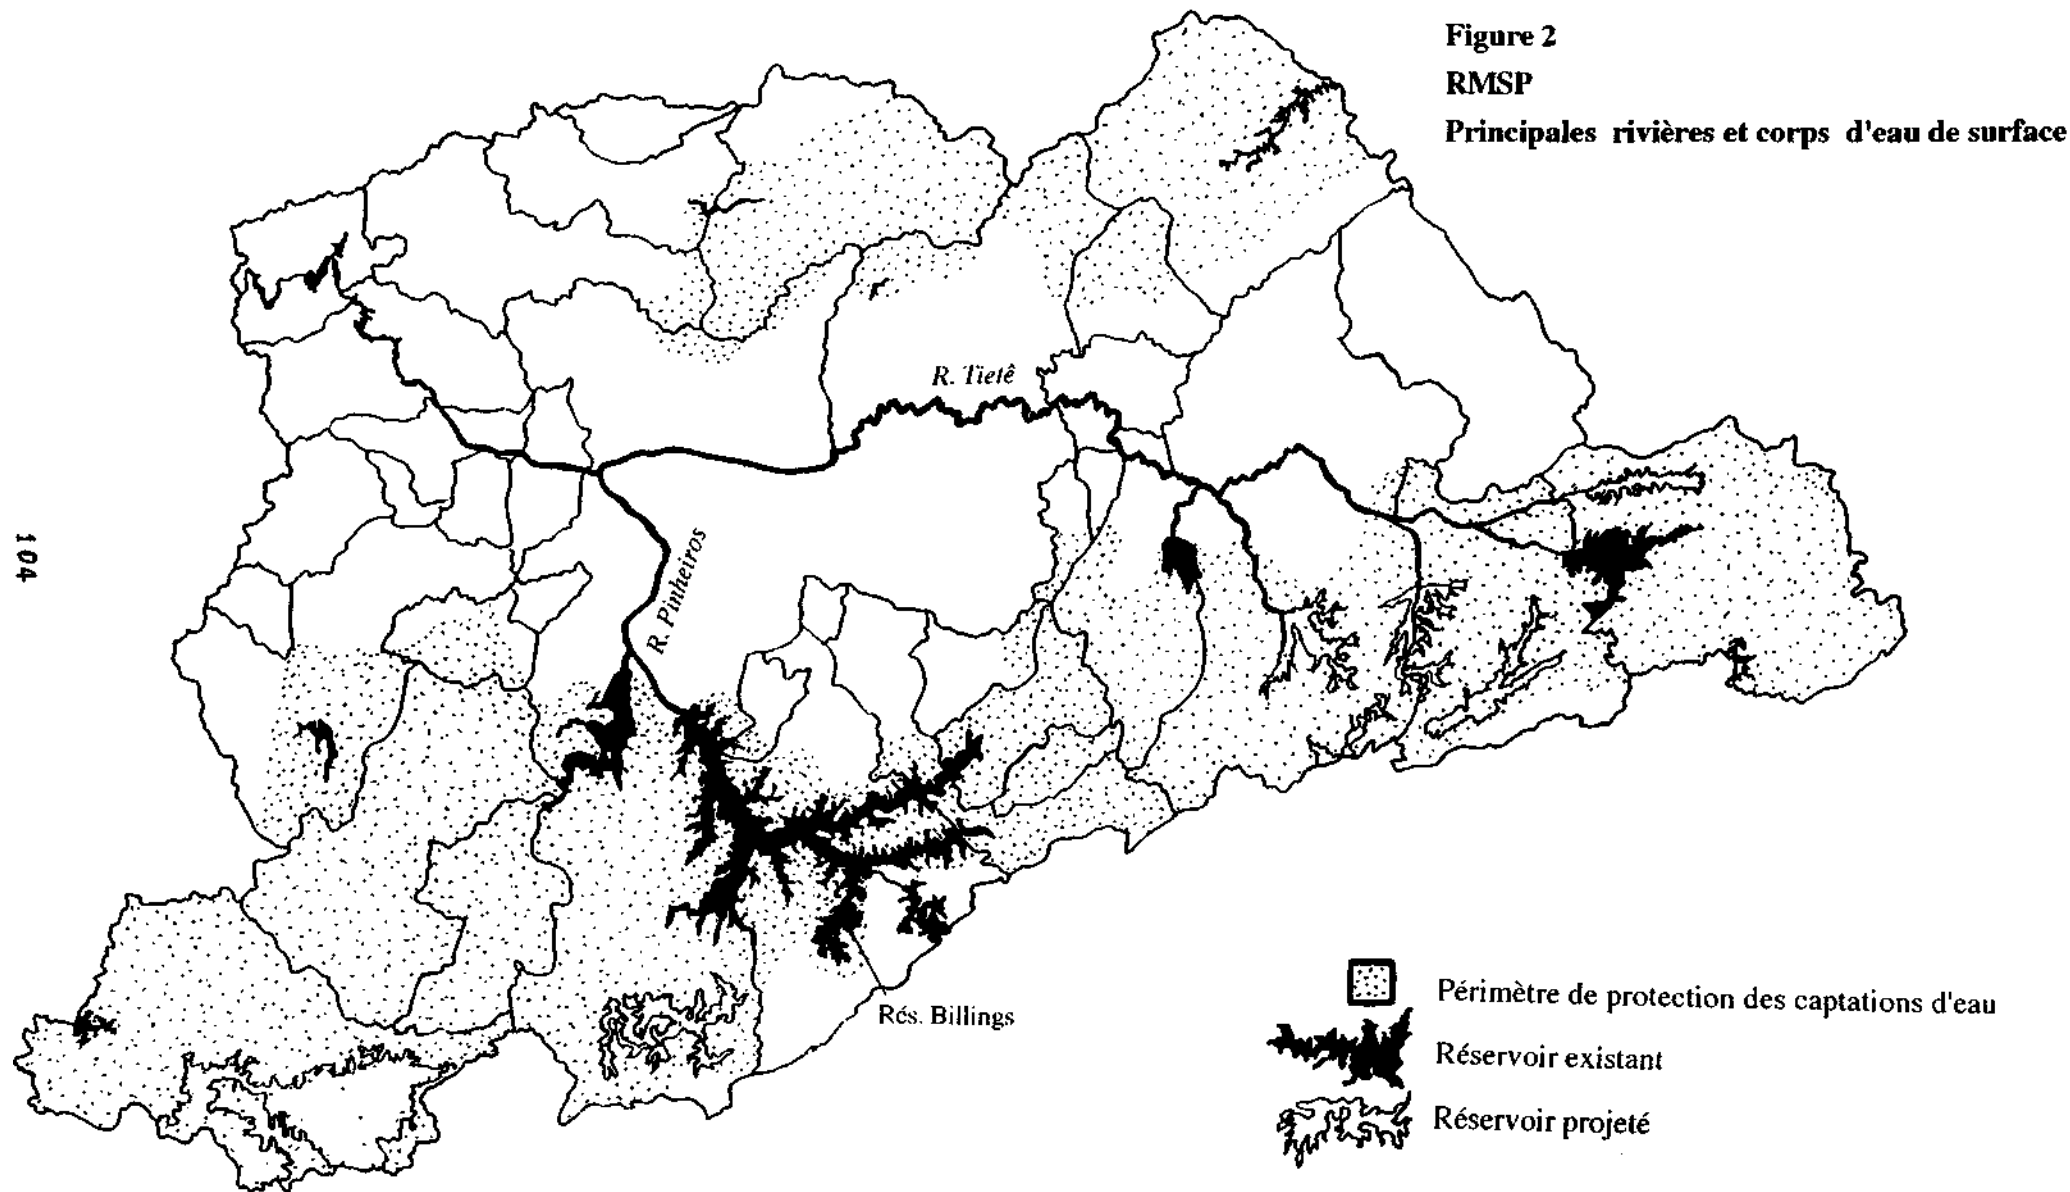 Figure 2
RMSP
Principales rivières et corps d'eau de surface
R. Tietê
R. Pinheiros
104
Rés. Billings
Périmètre de protection des captations d'eau
Réservoir existant
Réservoir projeté